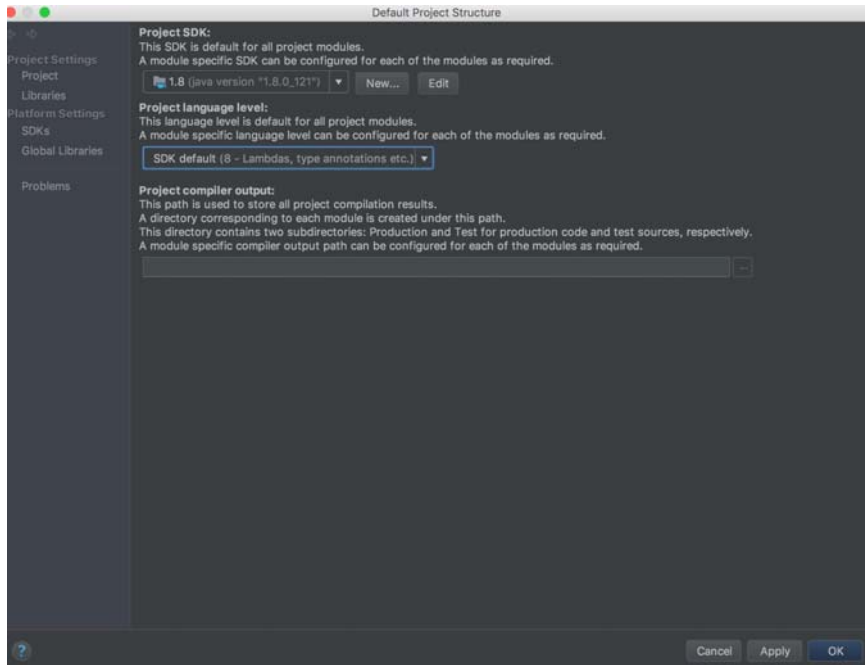 Default Project Structure
Project Settings
Project
Libraries
Platform Settings
SDKs
Global Libraries
Problems
Project SDK:
This SDK is default for all project modules.
A module specific SDK can be configured for each of the modules as required.
1.8 (java version "1.8.0_121")
New...
Edit
Project language level:
This language level is default for all project modules.
A module specific language level can be configured for each of the modules as required.
SDK default (8 - Lambdas, type annotations etc.)
Project compiler output:
This path is used to store all project compilation results.
A directory corresponding to each module is created under this path.
This directory contains two subdirectories: Production and Test for production code and test sources, respectively.
A module specific compiler output path can be configured for each of the modules as required.
...
?
Cancel
Apply
OK